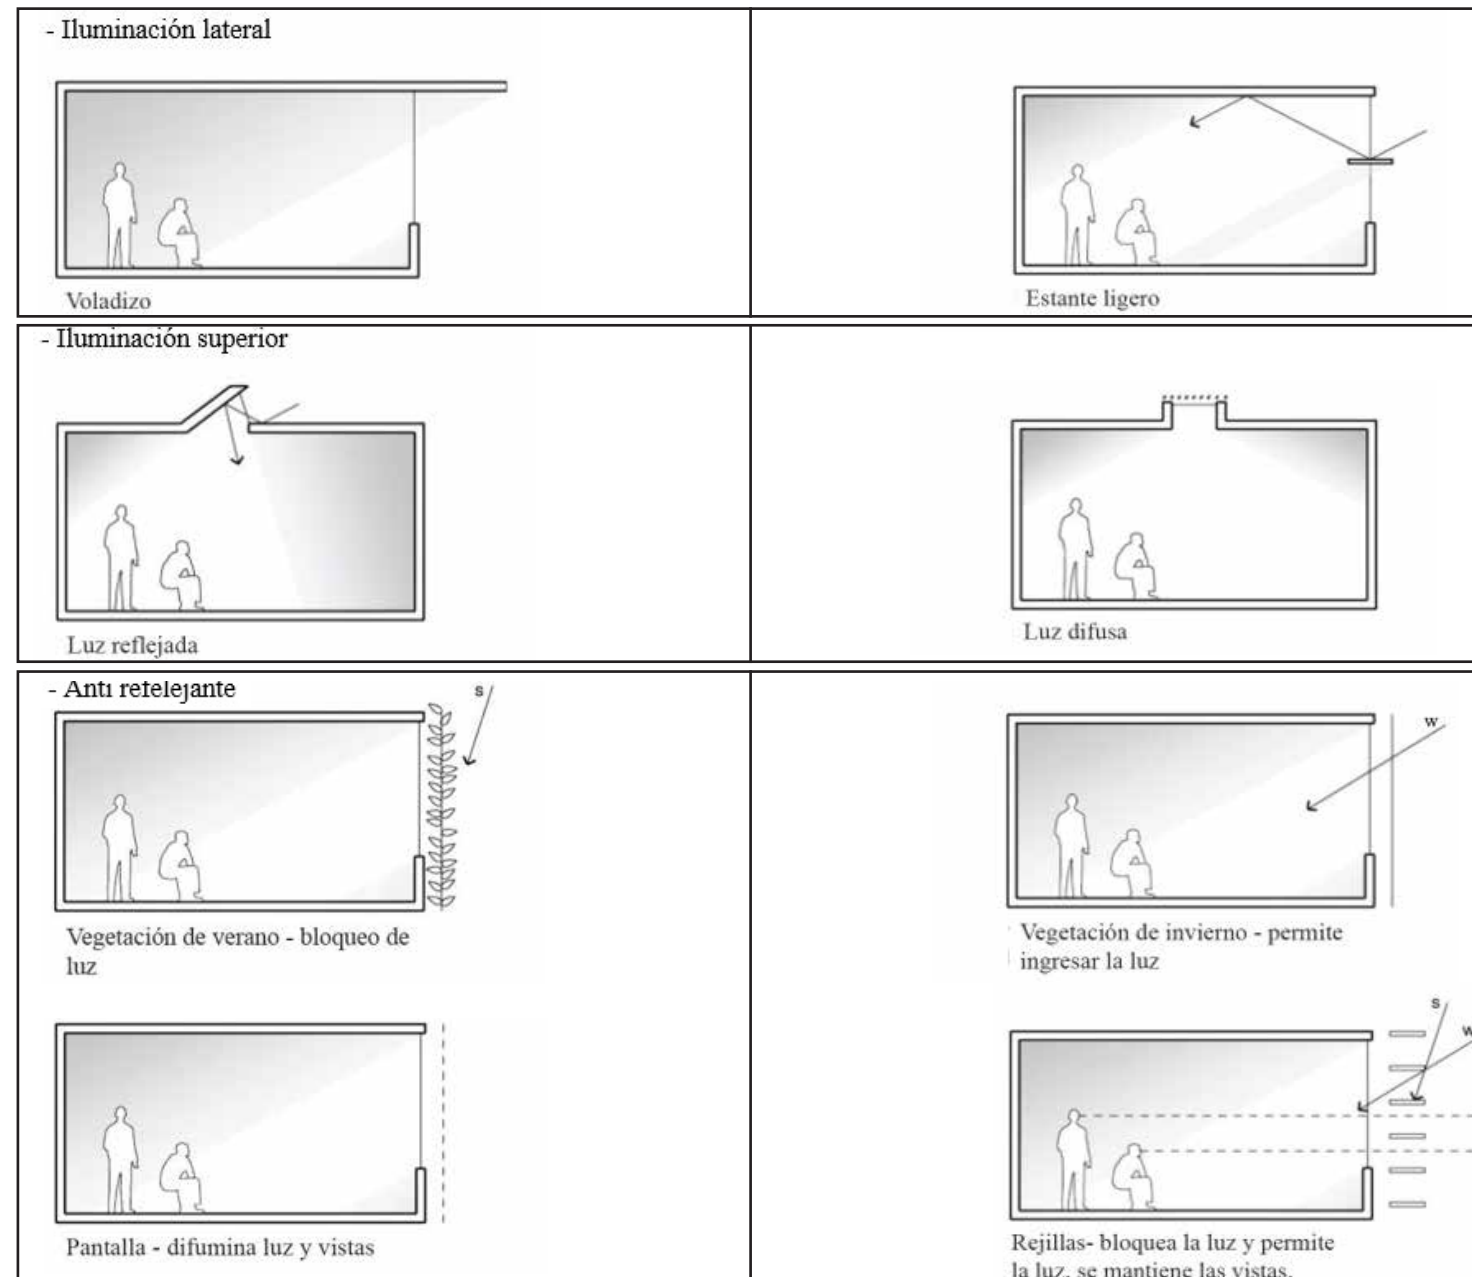 - Iluminación lateral
Voladizo
Estante ligero
- Iluminación superior
Luz reflejada
Luz difusa
- Anti refelejante
s
w
Vegetación de verano - bloqueo de
luz
Vegetación de invierno - permite
ingresar la luz
s
w
Pantalla - difumina luz y vistas
Rejillas- bloquea la luz y permite
la luz, se mantiene las vistas.